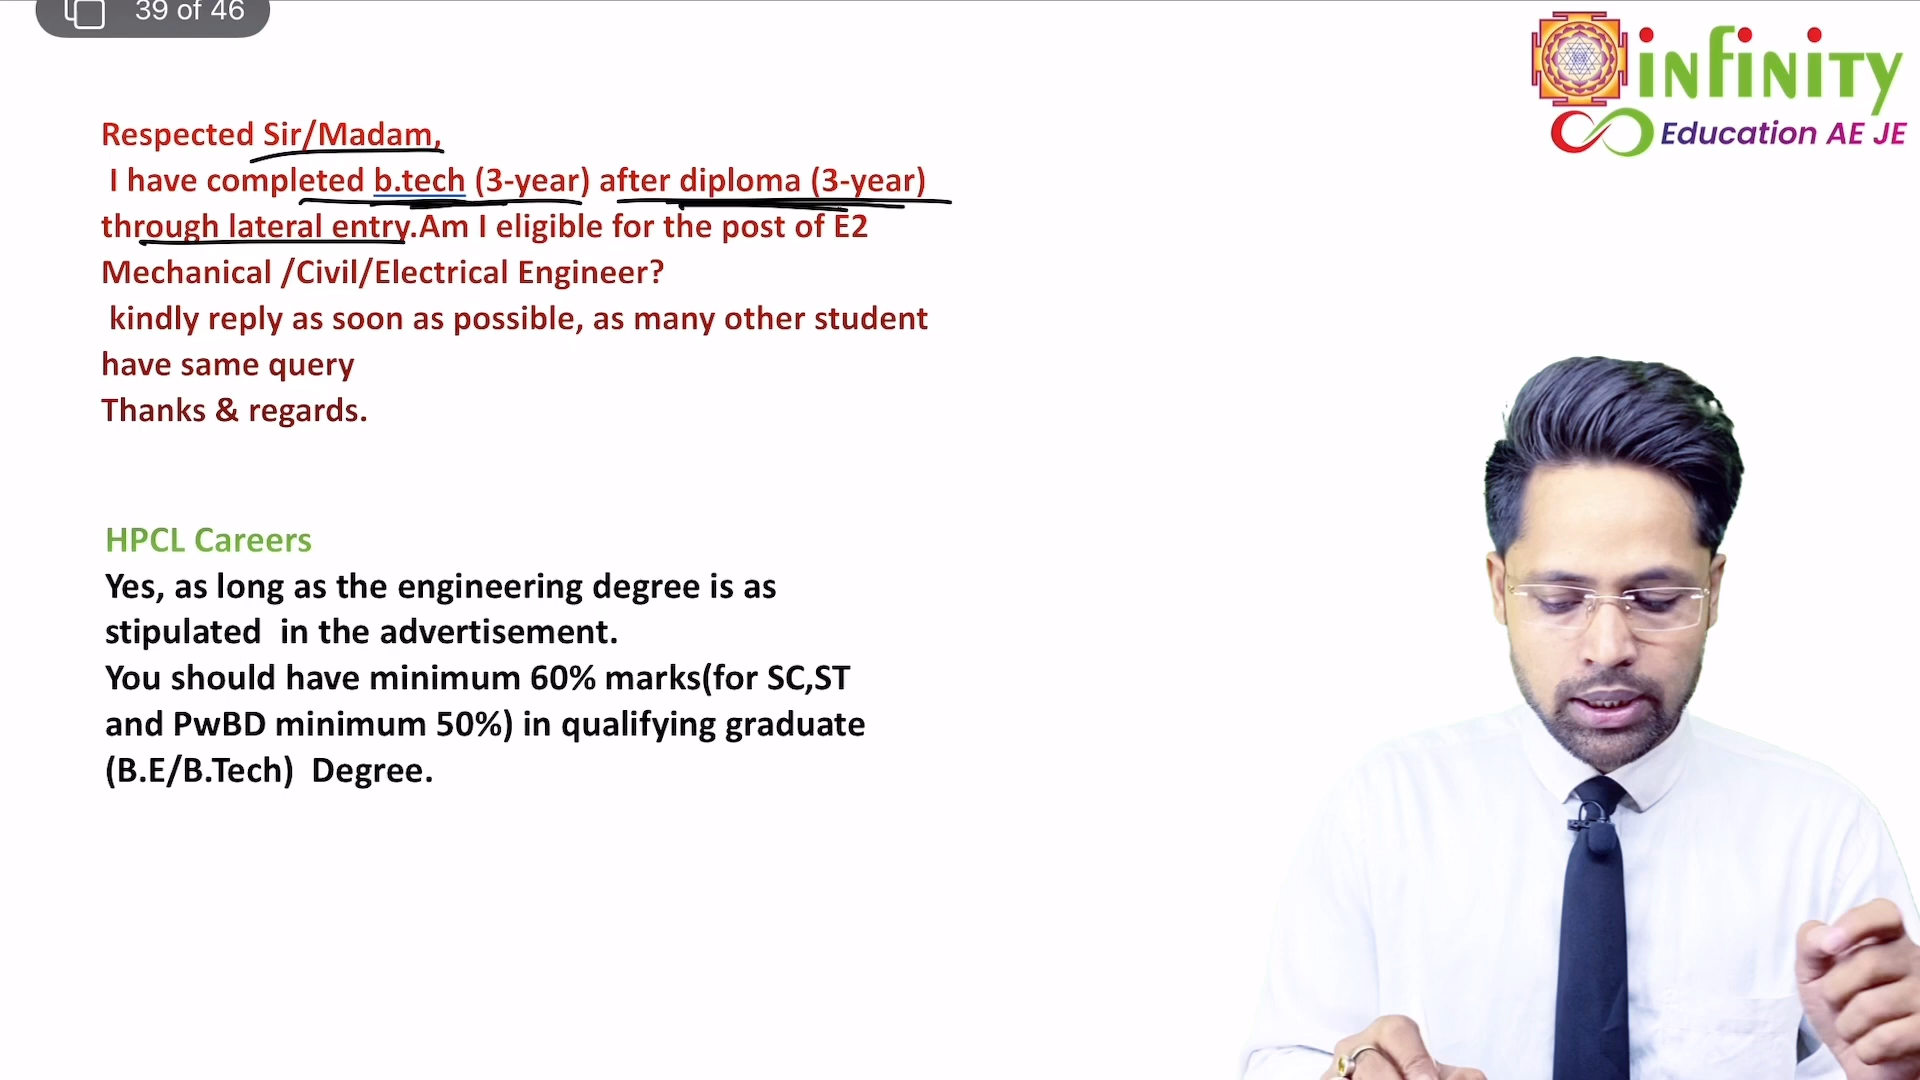 39 of 46
infinity
Education AE JE
Respected Sir/Madam,
I have completed b.tech (3-year) after diploma (3-year)
through lateral entry.Am I eligible for the post of E2
Mechanical /Civil/Electrical Engineer?
kindly reply as soon as possible, as many other student
have same query
Thanks & regards.
HPCL Careers
Yes, as long as the engineering degree is as
stipulated in the advertisement.
You should have minimum 60% marks(for SC,ST
and PwBD minimum 50%) in qualifying graduate
(B.E/B.Tech) Degree.